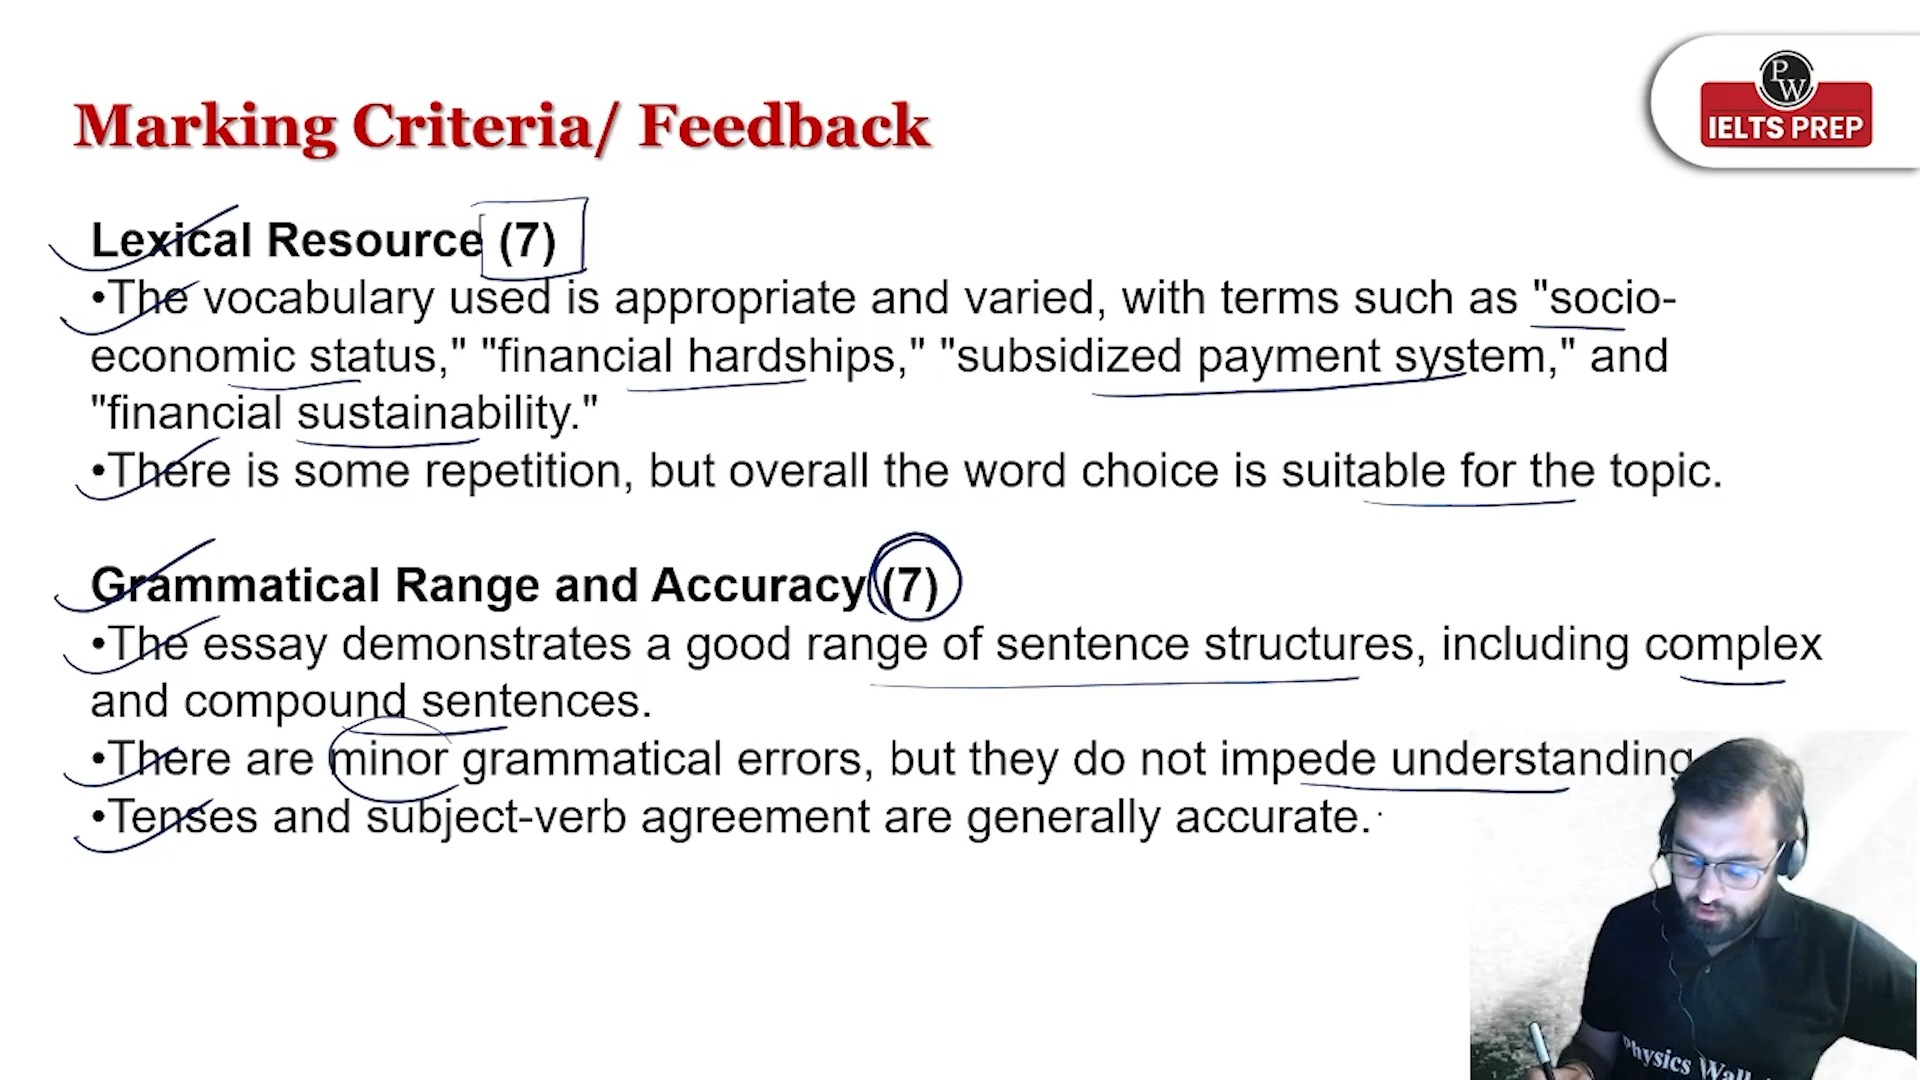 Marking Criteria/ Feedback
PW
IELTS PREP
Lexical Resource (7)
•The vocabulary used is appropriate and varied, with terms such as "socio-
economic status," "financial hardships," "subsidized payment system," and
"financial sustainability."
•There is some repetition, but overall the word choice is suitable for the topic.
Grammatical Range and Accuracy (7)
•The essay demonstrates a good range of sentence structures, including complex
and compound sentences.
•There are minor grammatical errors, but they do not impede understanding
•Tenses and subject-verb agreement are generally accurate.
Physics Wall